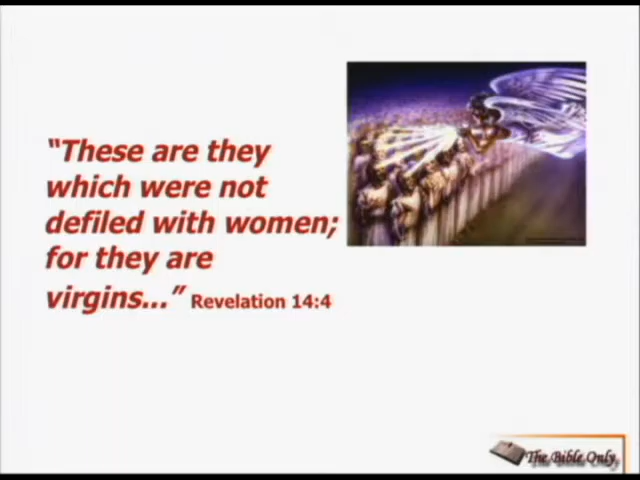 “These are they
which were not
defiled with women;
for they are
virgins...” Revelation 14:4
The Bible Only